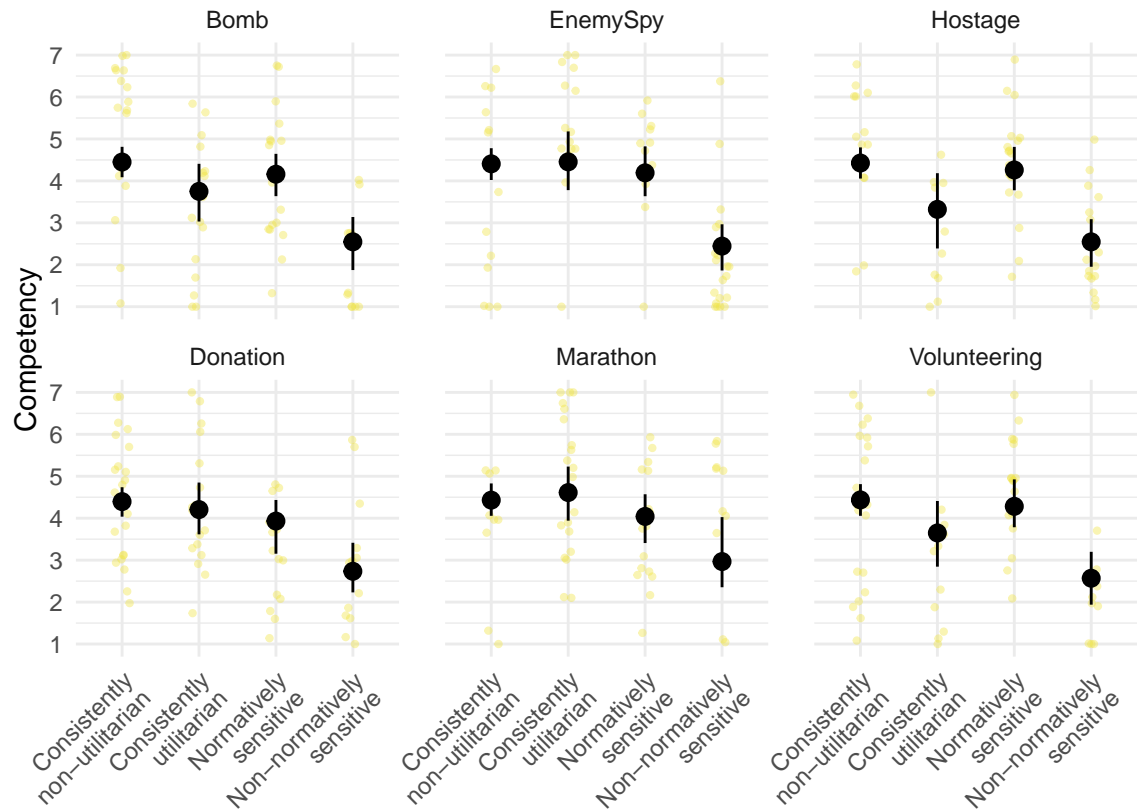 Bomb
EnemySpy
Hostage
7
6
5
4
3
2
1
Competency
Donation
Marathon
Volunteering
7
6
5
4
3
2
1
Consistently
non−utilitarian
Consistently
utilitarian
Normatively
sensitive
Non−normatively
sensitive
Consistently
non−utilitarian
Consistently
utilitarian
Normatively
sensitive
Non−normatively
sensitive
Consistently
non−utilitarian
Consistently
utilitarian
Normatively
sensitive
Non−normatively
sensitive